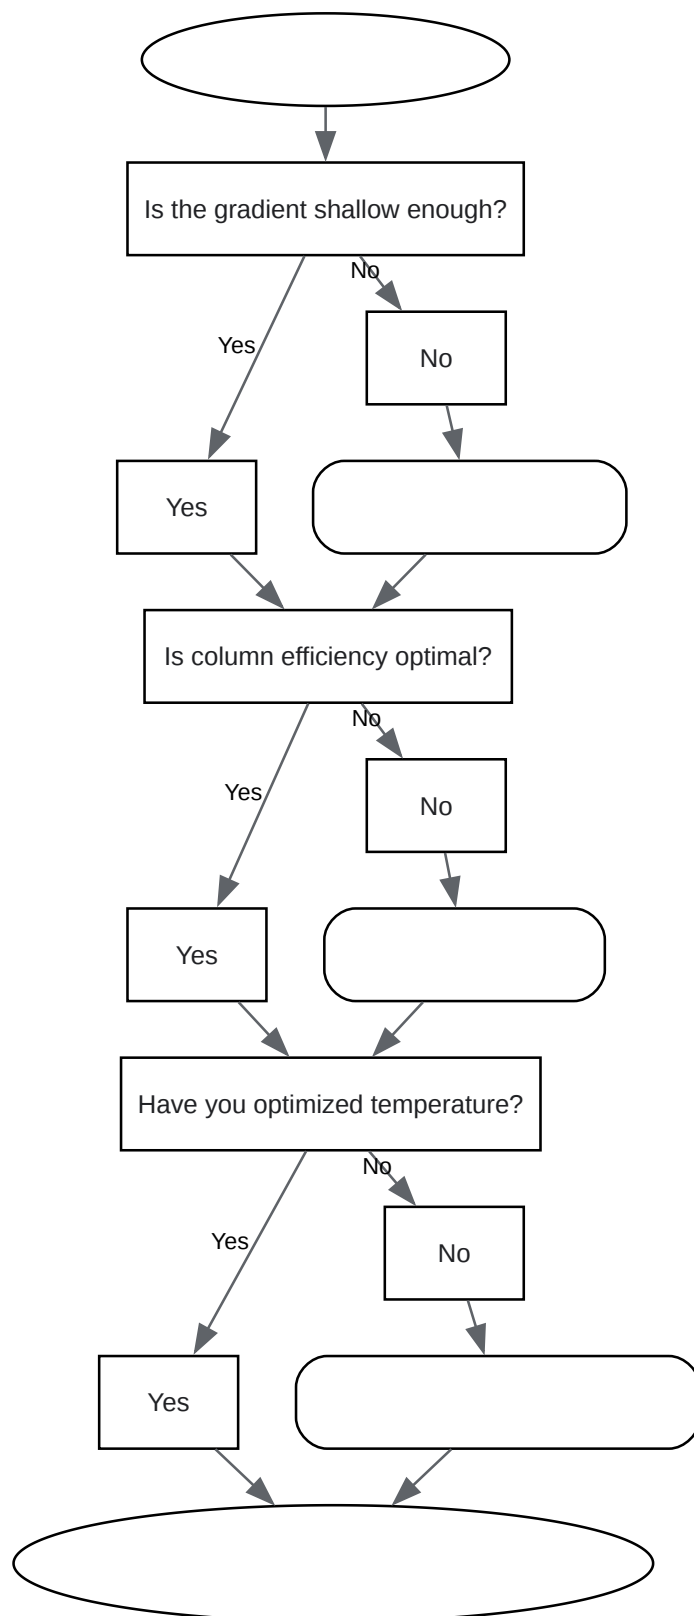 Is the gradient shallow enough?
No
Yes
No
Yes
Is column efficiency optimal?
No
Yes
No
Yes
Have you optimized temperature?
No
Yes
No
Yes